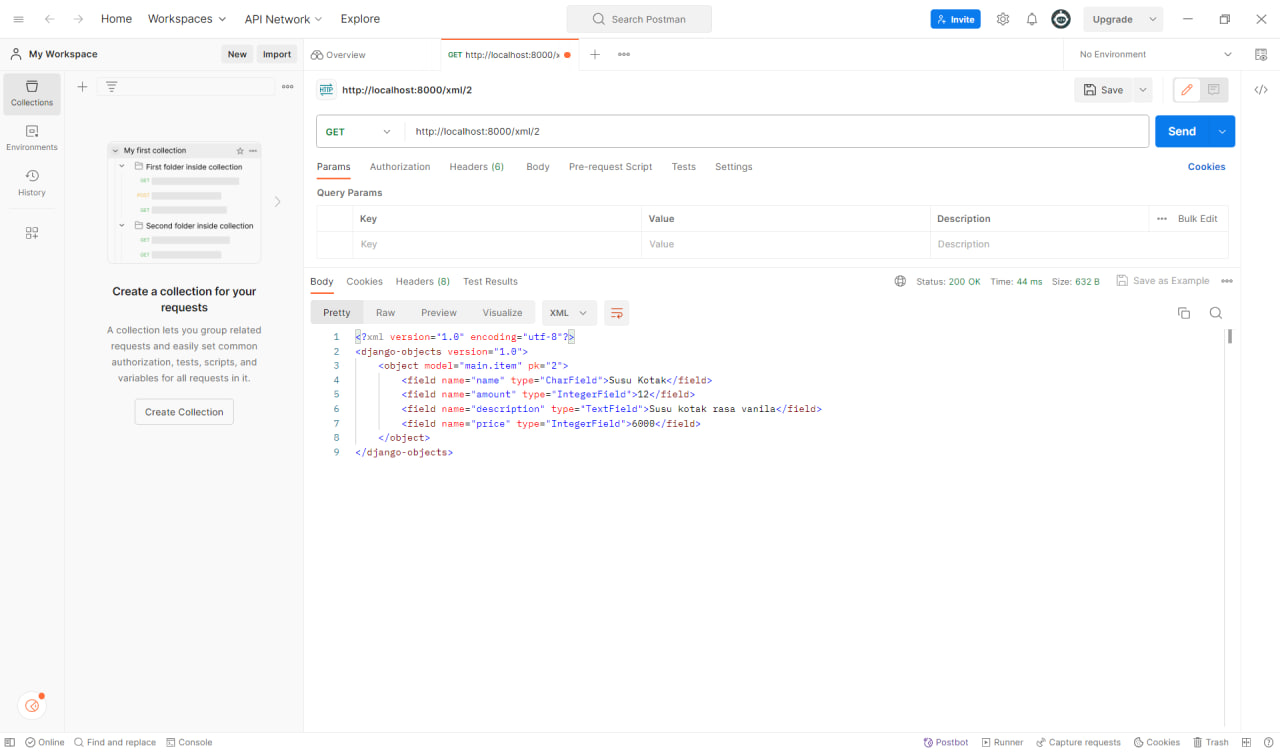 Home Workspaces API Network Explore Search Postman Invite Upgrade
My Workspace New Import Overview GET http://localhost:8000/x No Environment
Collections
Environments
History
My first collection
First folder inside collection
GET
POST
GET
Second folder inside collection
GET
GET
Create a collection for your
requests
A collection lets you group related
requests and easily set common
authorization, tests, scripts, and
variables for all requests in it.
Create Collection
HTTP http://localhost:8000/xml/2 Save
GET http://localhost:8000/xml/2 Send
Params Authorization Headers (6) Body Pre-request Script Tests Settings Cookies
Query Params
Key Value Description Bulk Edit
Key Value Description
Body Cookies Headers (8) Test Results Status: 200 OK Time: 44 ms Size: 632 B Save as Example
Pretty Raw Preview Visualize XML
1 <?xml version="1.0" encoding="utf-8"?>
2 <django-objects version="1.0">
3 <object model="main.item" pk="2">
4 <field name="name" type="CharField">Susu Kotak</field>
5 <field name="amount" type="IntegerField">12</field>
6 <field name="description" type="TextField">Susu kotak rasa vanila</field>
7 <field name="price" type="IntegerField">6000</field>
8 </object>
9 </django-objects>
Online Find and replace Console Postbot Runner Capture requests Cookies Trash